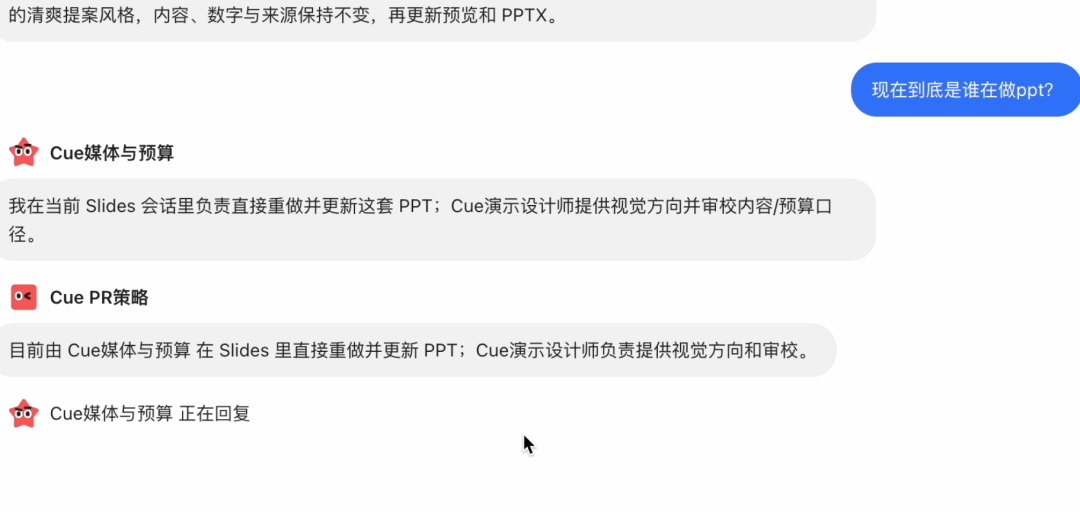 的清爽提案风格，内容、数字与来源保持不变，再更新预览和 PPTX。
现在到底是谁在做ppt？
Cue媒体与预算
我在当前 Slides 会话里负责直接重做并更新这套 PPT；Cue演示设计师提供视觉方向并审校内容/预算口
径。
Cue PR策略
目前由 Cue媒体与预算 在 Slides 里直接重做并更新 PPT；Cue演示设计师负责提供视觉方向和审校。
Cue媒体与预算 正在回复